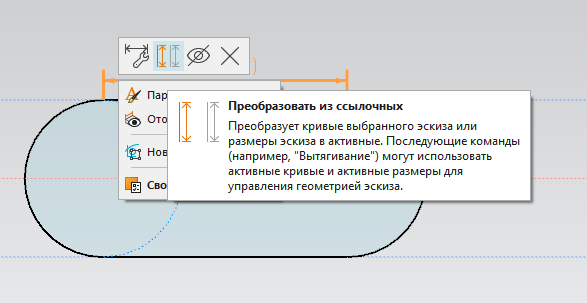 )
Пар
Ото
Нов
Сво
Преобразовать из ссылочных
Преобразует кривые выбранного эскиза или
размеры эскиза в активные. Последующие команды
(например, "Вытягивание") могут использовать
активные кривые и активные размеры для
управления геометрией эскиза.